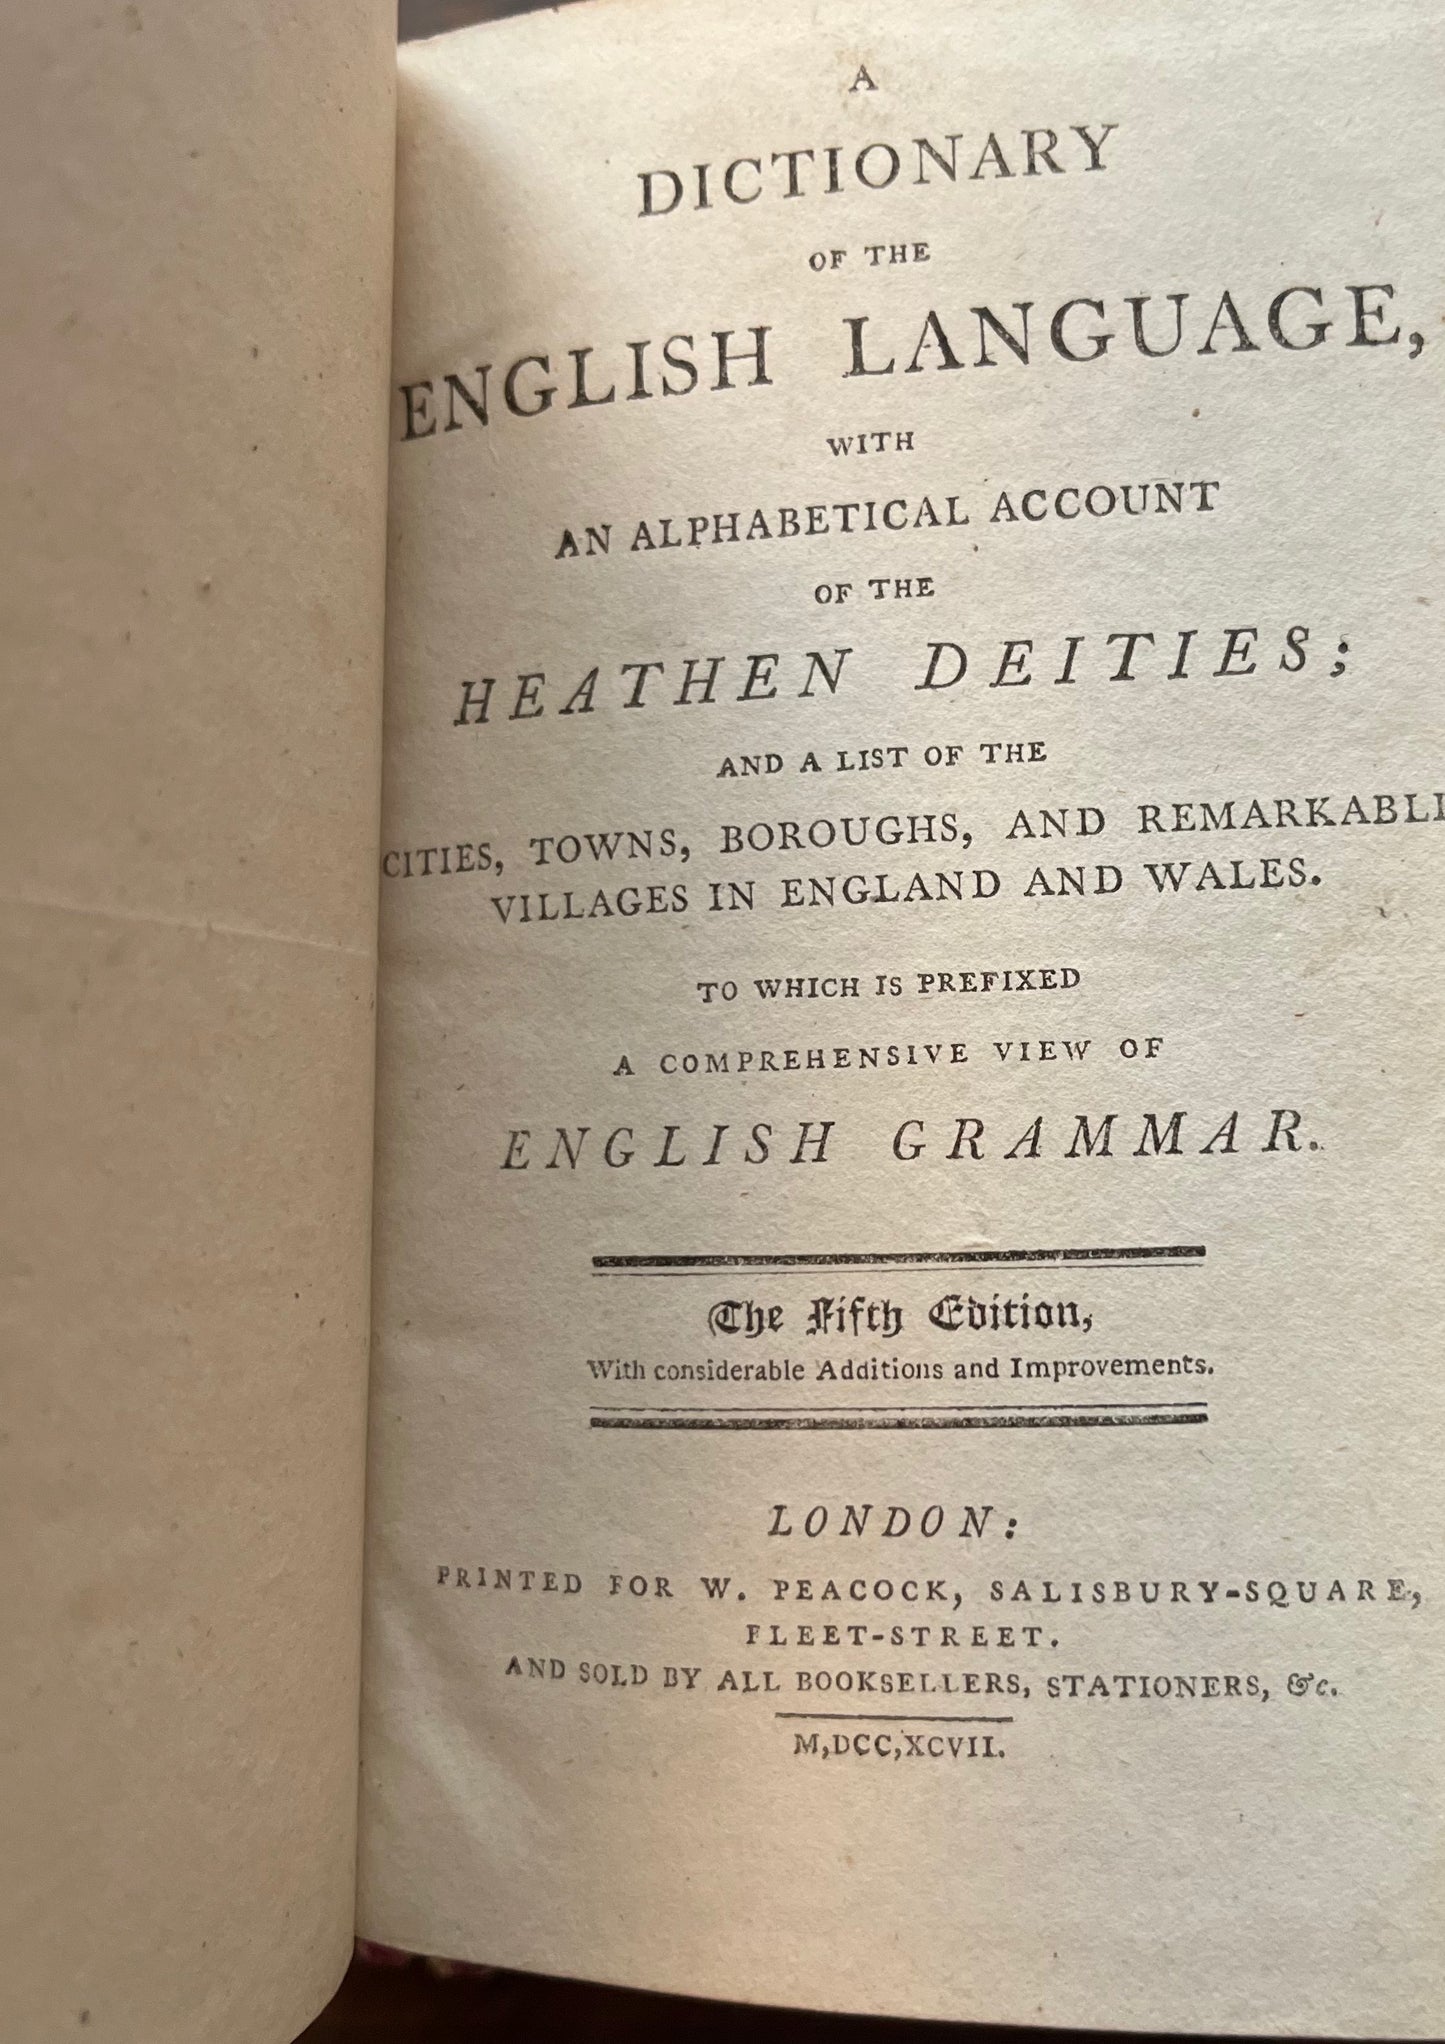 A
DICTIONARY
OF THE
ENGLISH LANGUAGE,
WITH
AN ALPHABETICAL ACCOUNT
OF THE
HEATHEN DEITIES;
AND A LIST OF THE
CITIES, TOWNS, BOROUGHS, AND REMARKABL
VILLAGES IN ENGLAND AND WALES.
TO WHICH IS PREFIXED
A COMPREHENSIVE VIEW OF
ENGLISH GRAMMAR.
The Fifth Edition,
With considerable Additions and Improvements.
LONDON:
PRINTED FOR W. PEACOCK, SALISBURY-SQUARE,
FLEET-STREET.
AND SOLD BY ALL BOOKSELLERS, STATIONERS, &c.
M,DCC,XCVII.